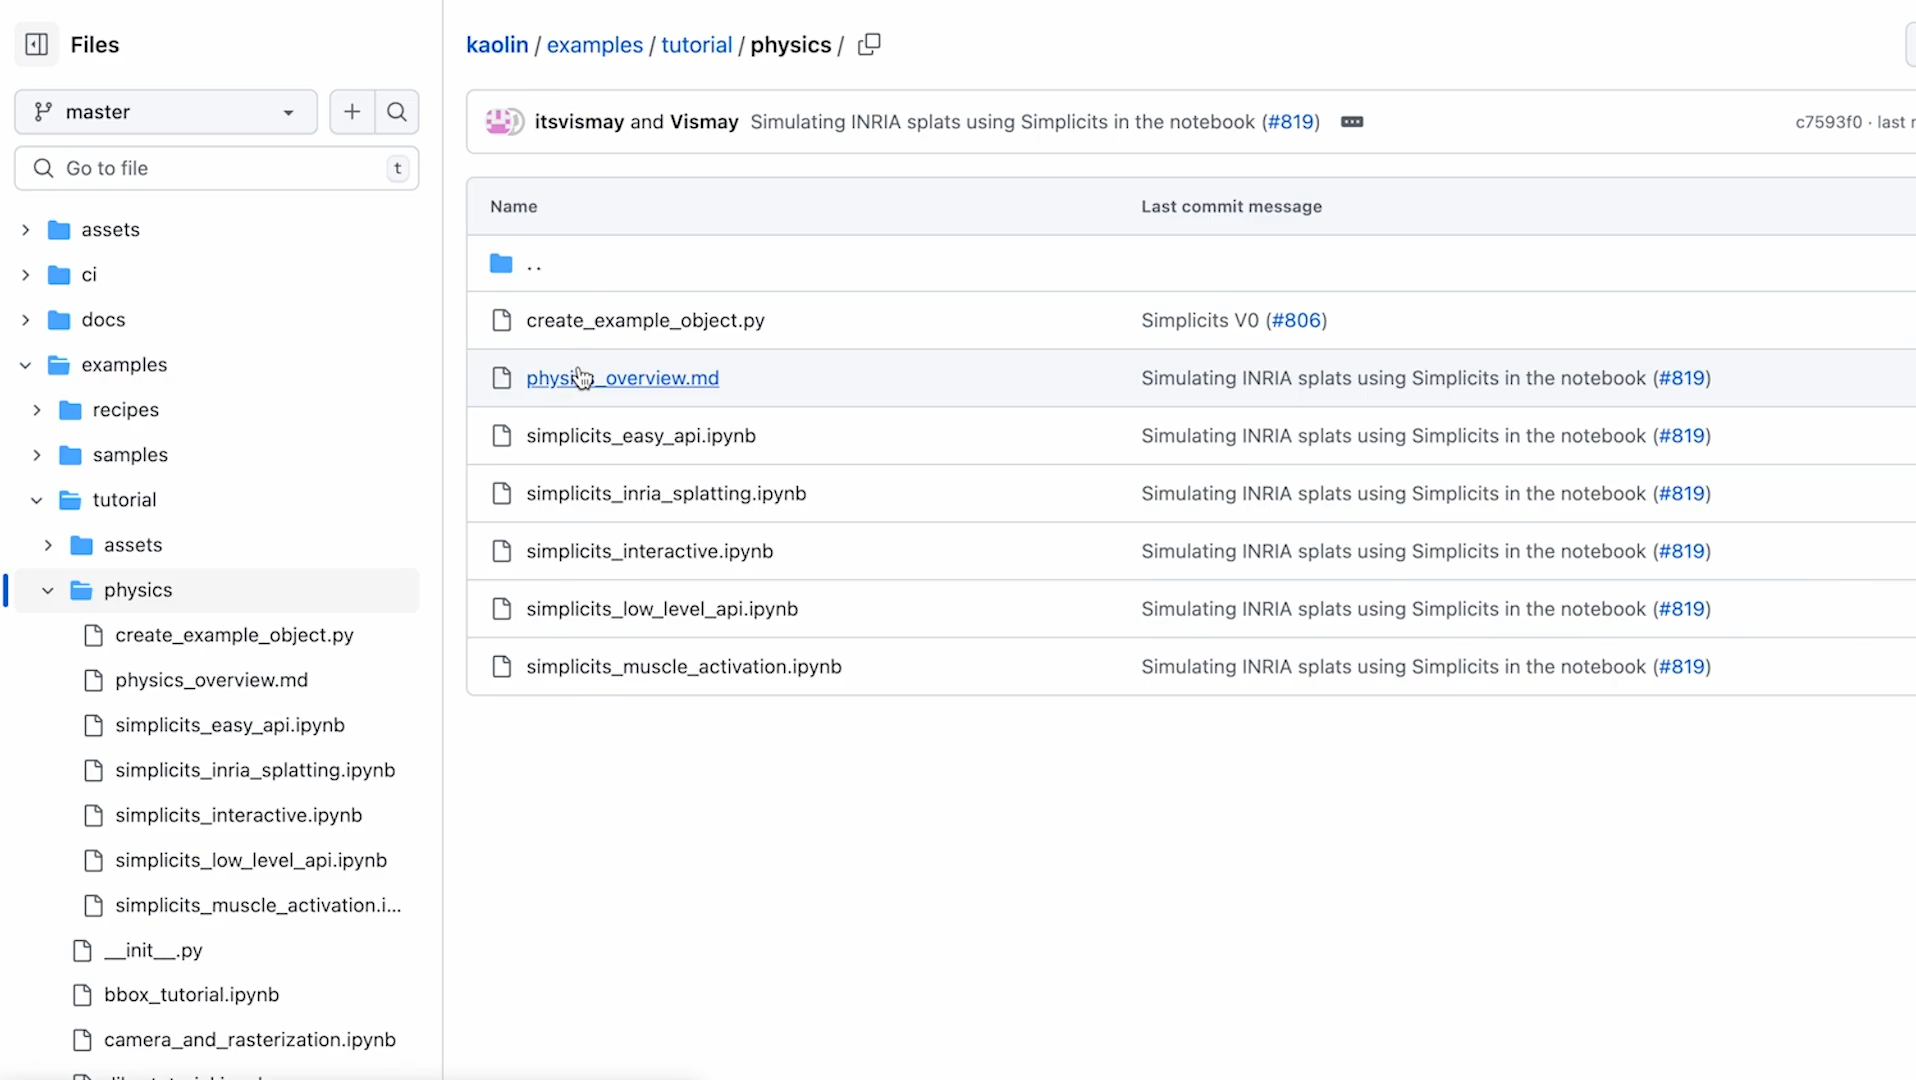 Files
master
Go to file
t
assets
ci
docs
examples
recipes
samples
tutorial
assets
physics
create_example_object.py
physics_overview.md
simplicits_easy_api.ipynb
simplicits_inria_splatting.ipynb
simplicits_interactive.ipynb
simplicits_low_level_api.ipynb
simplicits_muscle_activation.i...
__init__.py
bbox_tutorial.ipynb
camera_and_rasterization.ipynb
kaolin / examples / tutorial / physics /
itsvismay and Vismay Simulating INRIA splats using Simplicits in the notebook (#819) c7593f0 · last
Name Last commit message
..
create_example_object.py Simplicits V0 (#806)
physics_overview.md Simulating INRIA splats using Simplicits in the notebook (#819)
simplicits_easy_api.ipynb Simulating INRIA splats using Simplicits in the notebook (#819)
simplicits_inria_splatting.ipynb Simulating INRIA splats using Simplicits in the notebook (#819)
simplicits_interactive.ipynb Simulating INRIA splats using Simplicits in the notebook (#819)
simplicits_low_level_api.ipynb Simulating INRIA splats using Simplicits in the notebook (#819)
simplicits_muscle_activation.ipynb Simulating INRIA splats using Simplicits in the notebook (#819)